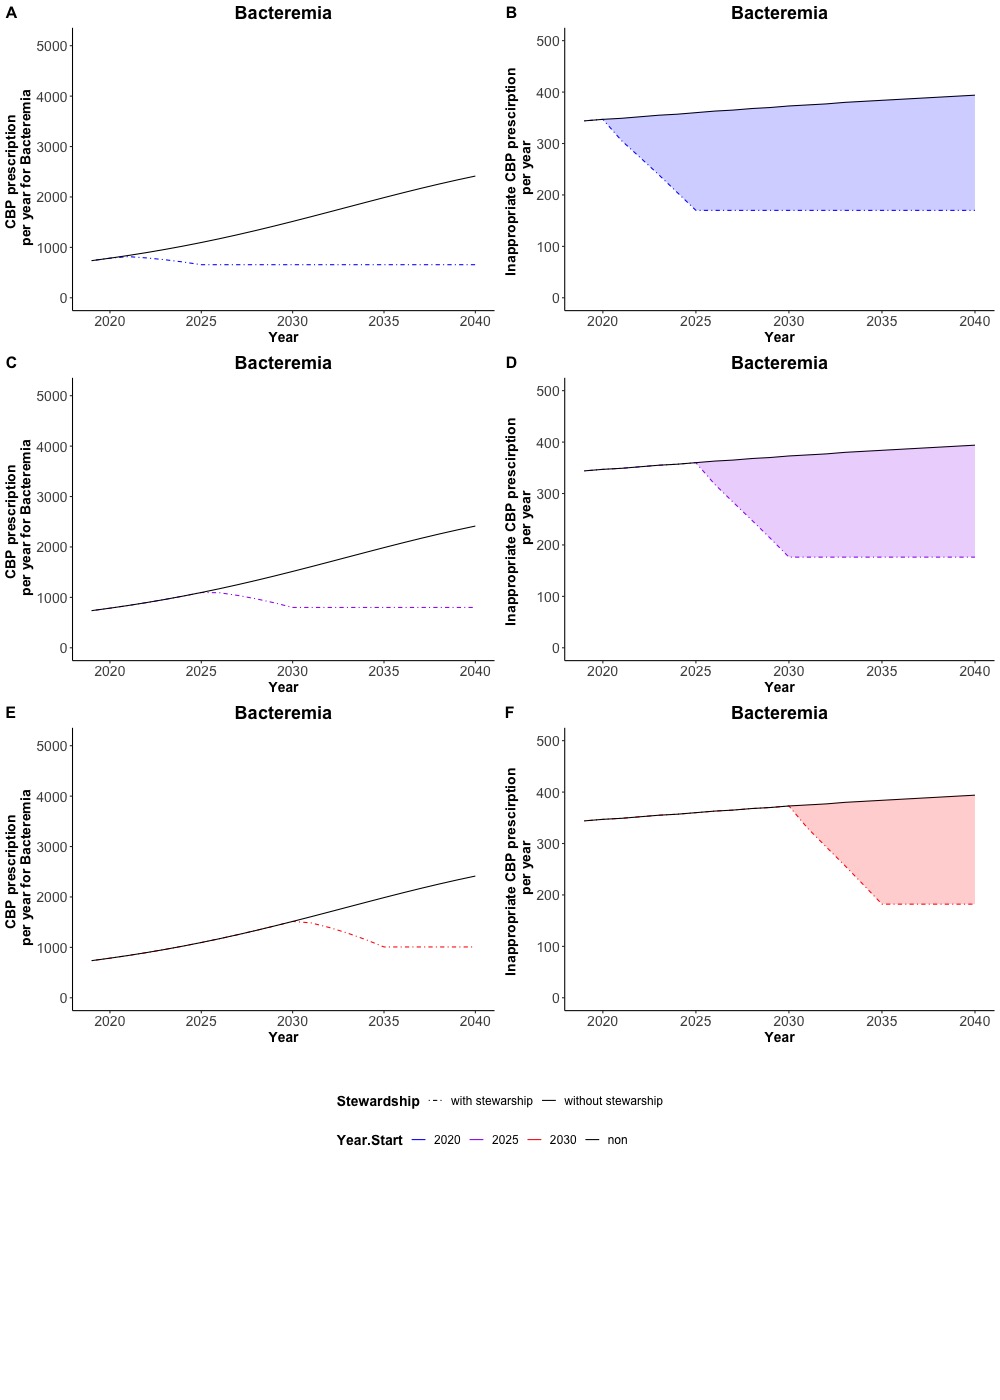 A
Bacteremia
CBP prescription
per year for Bacteremia
5000
4000
3000
2000
1000
0
2020 2025 2030 2035 2040
Year
B
Bacteremia
Inappropriate CBP prescirption
per year
500
400
300
200
100
0
2020 2025 2030 2035 2040
Year
C
Bacteremia
CBP prescription
per year for Bacteremia
5000
4000
3000
2000
1000
0
2020 2025 2030 2035 2040
Year
D
Bacteremia
Inappropriate CBP prescirption
per year
500
400
300
200
100
0
2020 2025 2030 2035 2040
Year
E
Bacteremia
CBP prescription
per year for Bacteremia
5000
4000
3000
2000
1000
0
2020 2025 2030 2035 2040
Year
F
Bacteremia
Inappropriate CBP prescirption
per year
500
400
300
200
100
0
2020 2025 2030 2035 2040
Year
Stewardship with stewarship without stewarship
Year.Start 2020 2025 2030 non